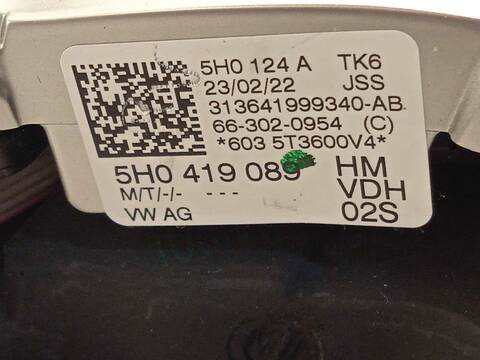 5H0 124 A TK6
23/02/22 JSS
313641999340-AB
66-302-0954 (C)
*603 5T3600V4*
5H0 419 089 HM
M/T/-/- --- VDH
VW AG 02S